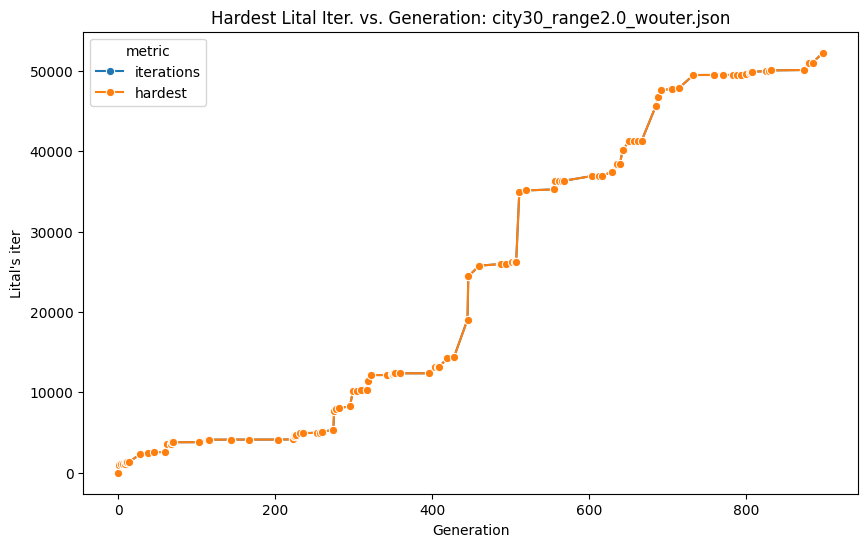 Hardest Lital Iter. vs. Generation: city30_range2.0_wouter.json
metric
iterations
hardest
50000
40000
30000
20000
10000
0
Lital's iter
0 200 400 600 800
Generation